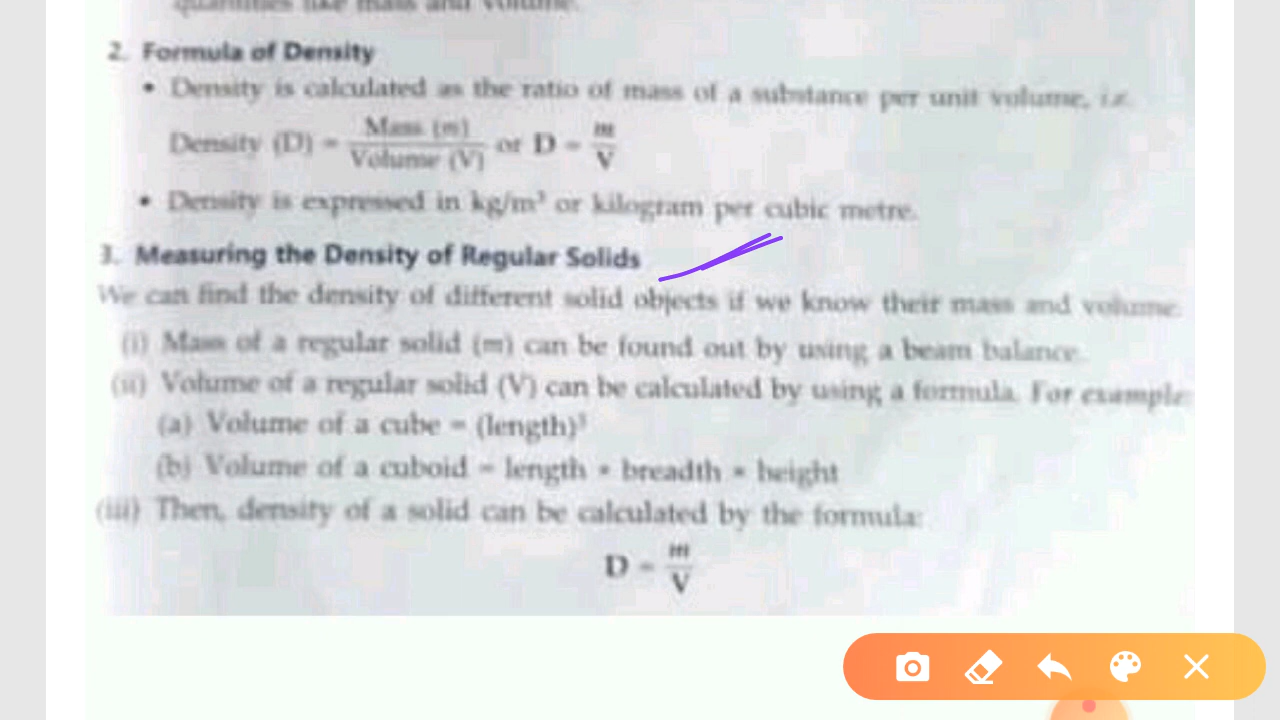 quantities like mass and volume.
2. Formula of Density
• Density is calculated as the ratio of mass of a substance per unit volume, i.e.
Density (D) = Mass (m) / Volume (V) or D = m / V
• Density is expressed in kg/m³ or kilogram per cubic metre.
3. Measuring the Density of Regular Solids
We can find the density of different solid objects if we know their mass and volume.
(i) Mass of a regular solid (m) can be found out by using a beam balance.
(ii) Volume of a regular solid (V) can be calculated by using a formula. For example:
(a) Volume of a cube = (length)³
(b) Volume of a cuboid = length × breadth × height
(iii) Then, density of a solid can be calculated by the formula:
D = m / V